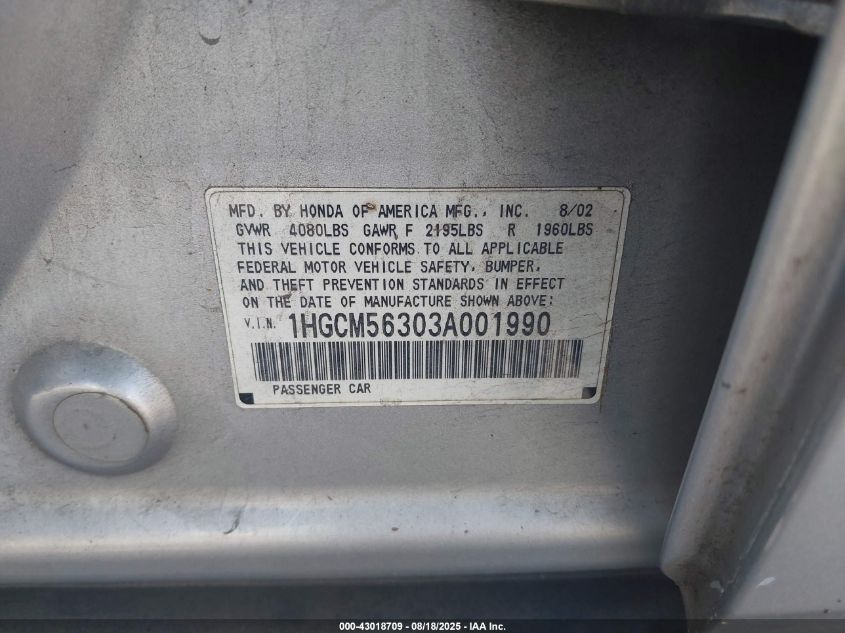 MFD. BY HONDA OF AMERICA MFG., INC. 8/02
GVWR 4080LBS GAWR F 2195LBS R 1960LBS
THIS VEHICLE CONFORMS TO ALL APPLICABLE
FEDERAL MOTOR VEHICLE SAFETY, BUMPER,
AND THEFT PREVENTION STANDARDS IN EFFECT
ON THE DATE OF MANUFACTURE SHOWN ABOVE:
V.I.N. 1HGCM56303A001990
PASSENGER CAR
000-43018709 - 08/18/2025 - IAA Inc.